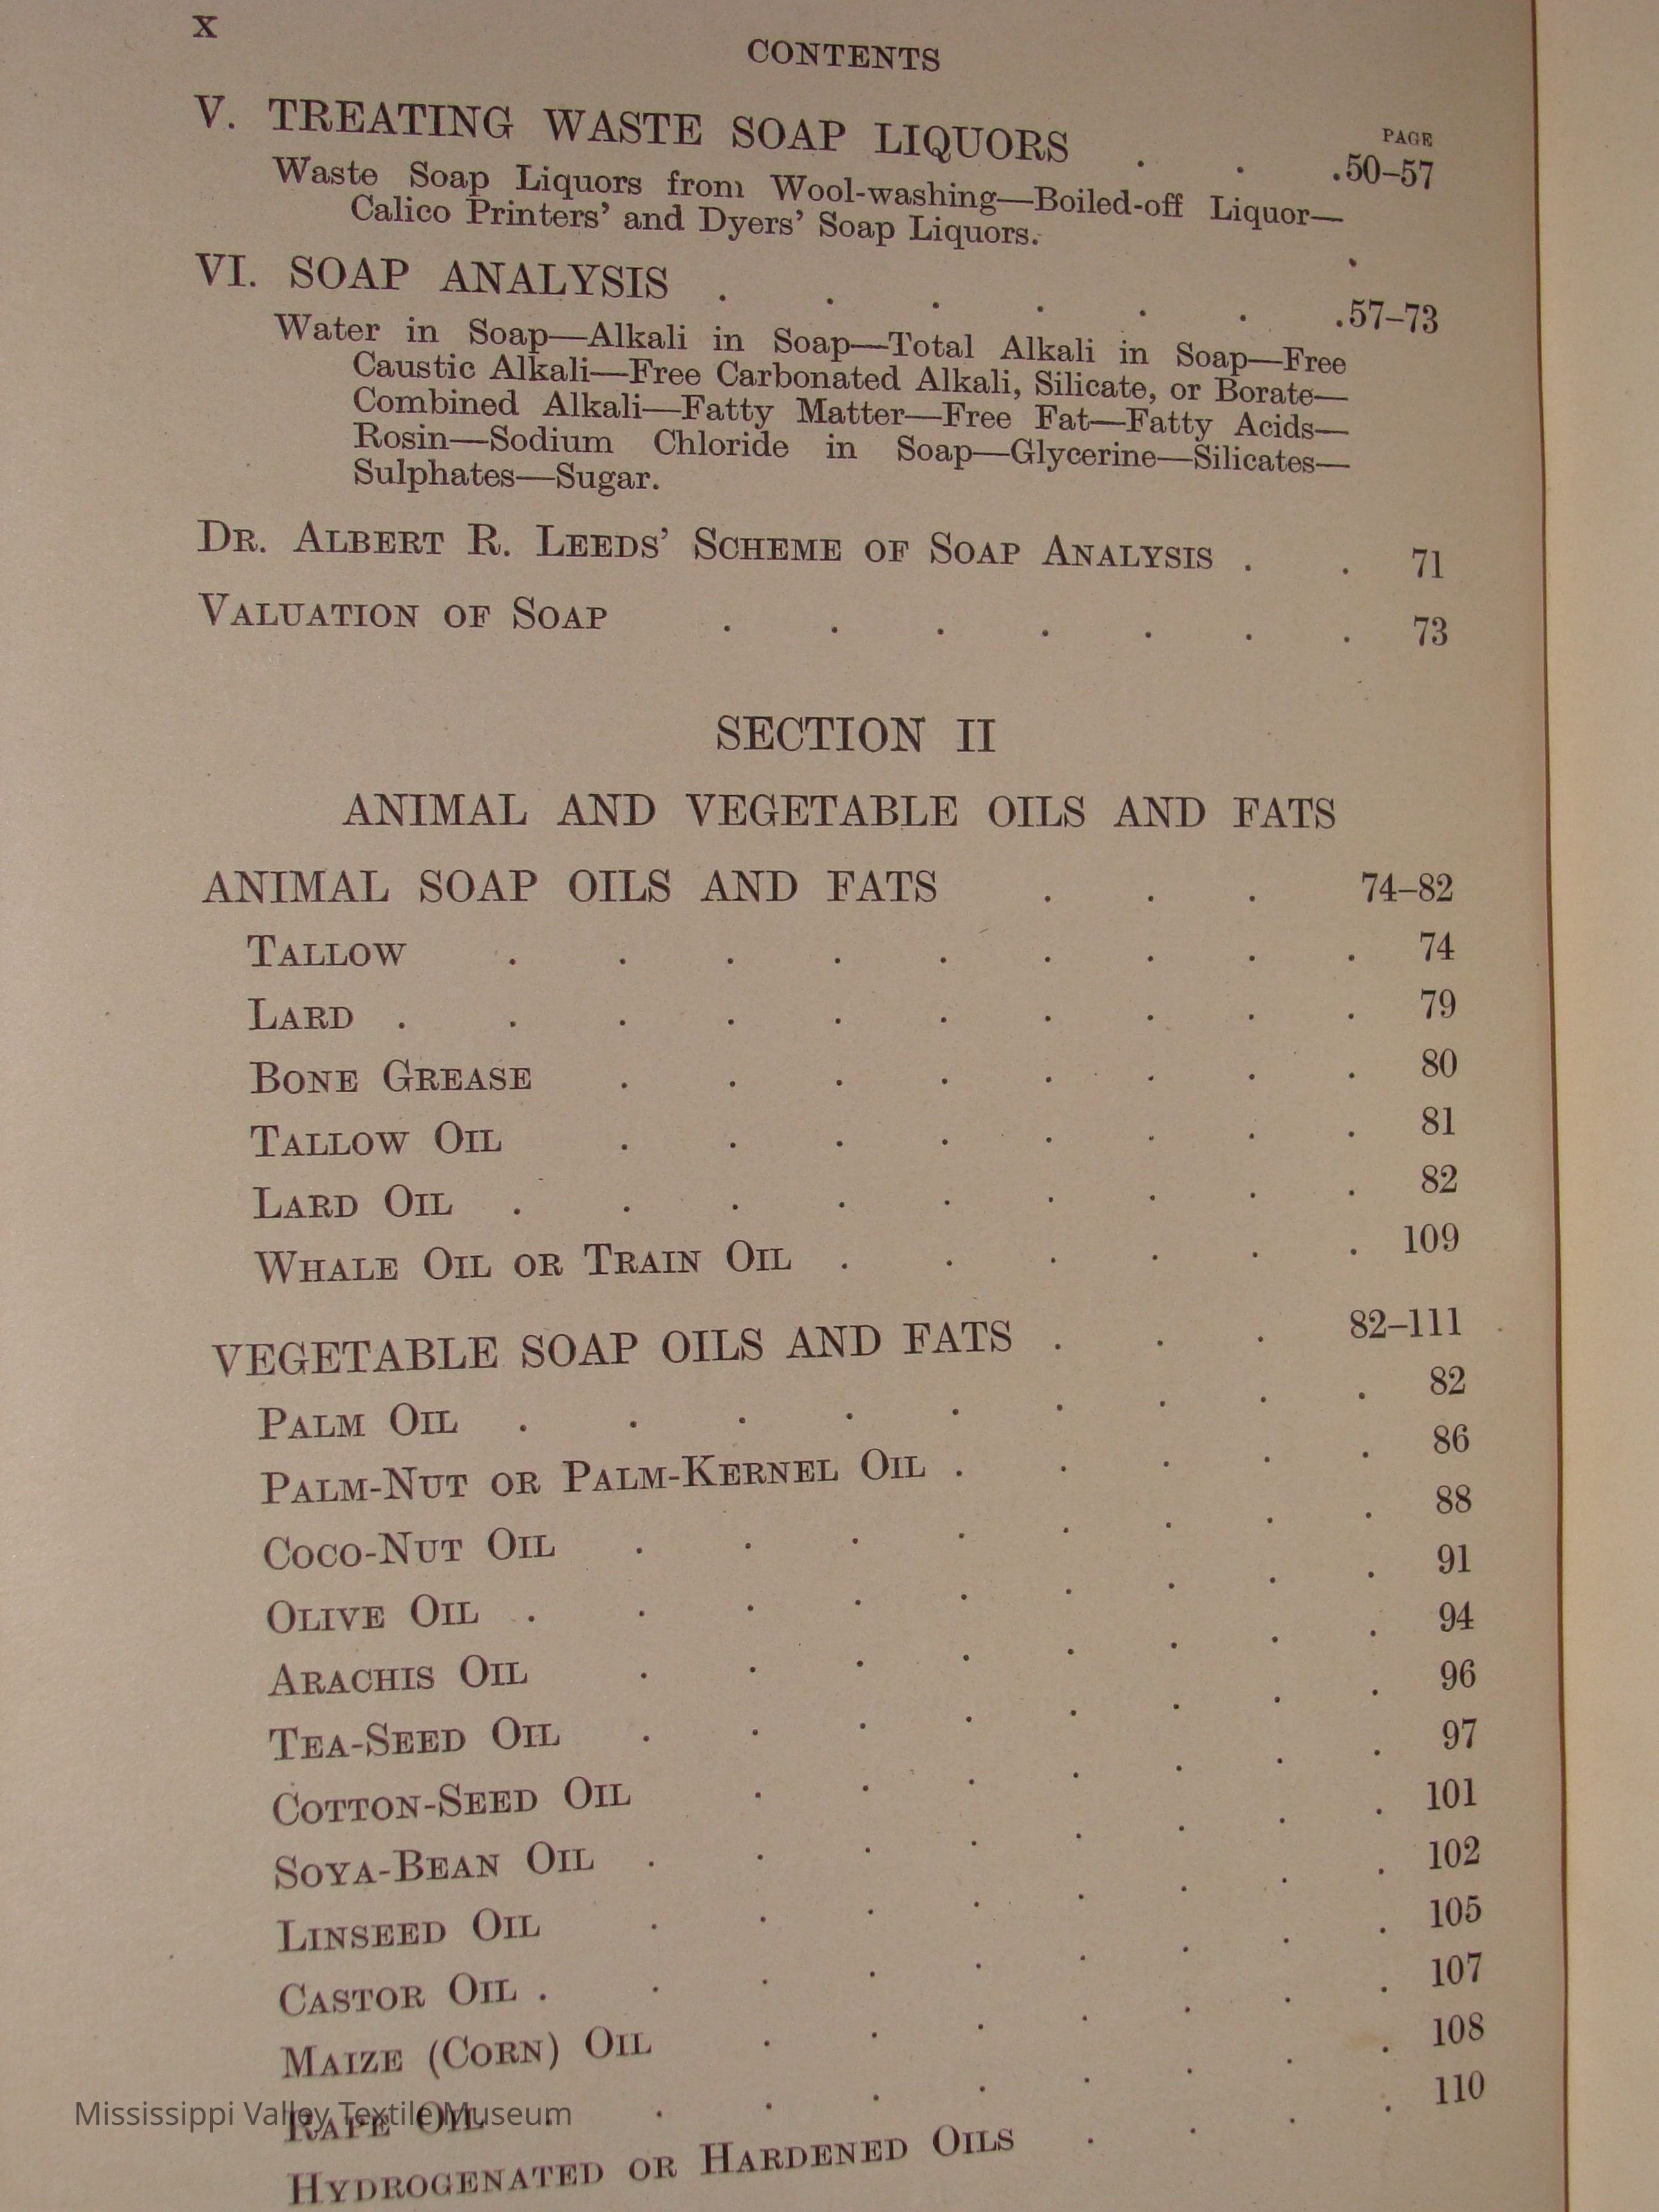 x
CONTENTS
PAGE
V. TREATING WASTE SOAP LIQUORS . . .50–57
Waste Soap Liquors from Wool-washing—Boiled-off Liquor—
Calico Printers’ and Dyers’ Soap Liquors.
VI. SOAP ANALYSIS . . . . . . .57–73
Water in Soap—Alkali in Soap—Total Alkali in Soap—Free
Caustic Alkali—Free Carbonated Alkali, Silicate, or Borate—
Combined Alkali—Fatty Matter—Free Fat—Fatty Acids—
Rosin—Sodium Chloride in Soap—Glycerine—Silicates—
Sulphates—Sugar.
DR. ALBERT R. LEEDS’ SCHEME OF SOAP ANALYSIS . . 71
VALUATION OF SOAP . . . . . . . 73
SECTION II
ANIMAL AND VEGETABLE OILS AND FATS
ANIMAL SOAP OILS AND FATS . . . 74–82
TALLOW . . . . . . . . . 74
LARD . . . . . . . . . . 79
BONE GREASE . . . . . . . . 80
TALLOW OIL . . . . . . . . 81
LARD OIL . . . . . . . . . 82
WHALE OIL OR TRAIN OIL . . . . . . 109
VEGETABLE SOAP OILS AND FATS . . . 82–111
PALM OIL . . . . . . . . . 82
PALM-NUT OR PALM-KERNEL OIL . . . . . 86
COCO-NUT OIL . . . . . . . . 88
OLIVE OIL . . . . . . . . . 91
ARACHIS OIL . . . . . . . . 94
TEA-SEED OIL . . . . . . . . 96
COTTON-SEED OIL . . . . . . . 97
SOYA-BEAN OIL . . . . . . . . 101
LINSEED OIL . . . . . . . . 102
CASTOR OIL . . . . . . . . . 105
MAIZE (CORN) OIL . . . . . . . 107
RAPE OIL . . . . . . . . . 108
HYDROGENATED OR HARDENED OILS . . . . 110
Mississippi Valley Textile Museum